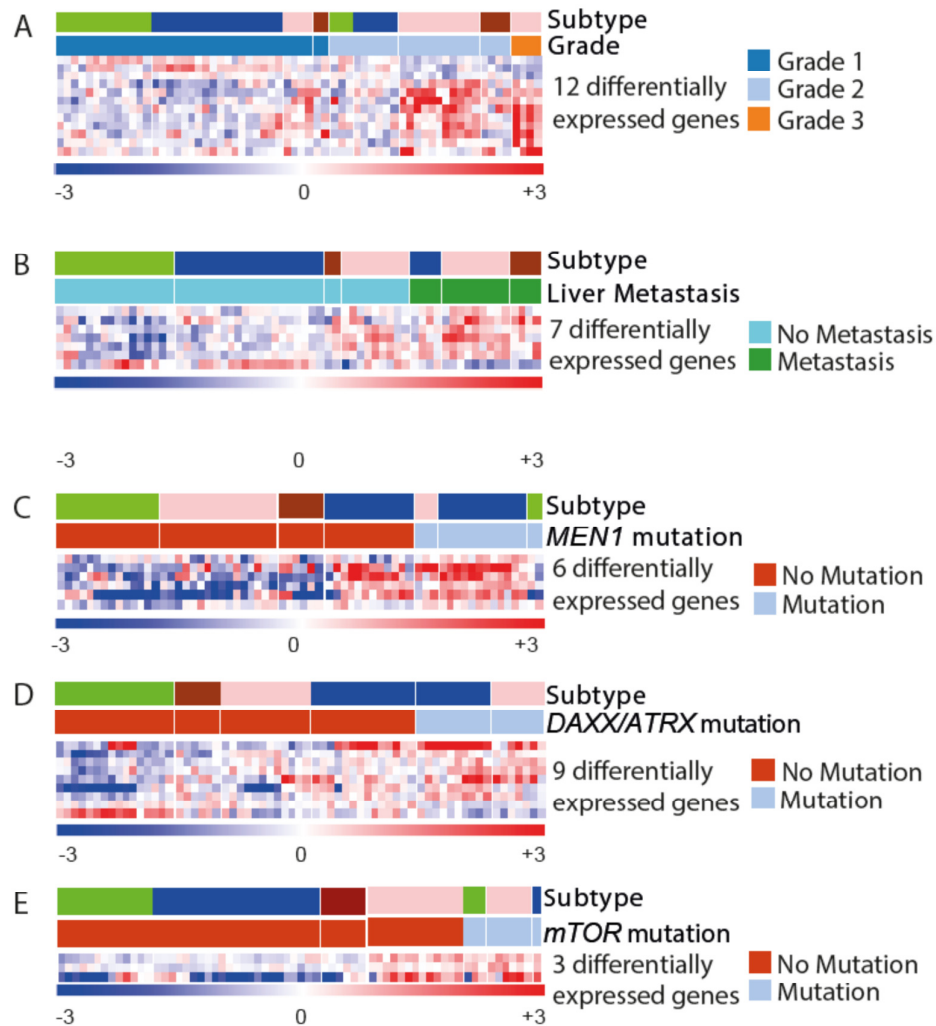 A
Subtype
Grade
12 differentially
expressed genes
Grade 1
Grade 2
Grade 3
-3 0 +3
B
Subtype
Liver Metastasis
7 differentially
expressed genes
No Metastasis
Metastasis
-3 0 +3
C
Subtype
MEN1 mutation
6 differentially
expressed genes
No Mutation
Mutation
-3 0 +3
D
Subtype
DAXX/ATRX mutation
9 differentially
expressed genes
No Mutation
Mutation
-3 0 +3
E
Subtype
mTOR mutation
3 differentially
expressed genes
No Mutation
Mutation
-3 0 +3